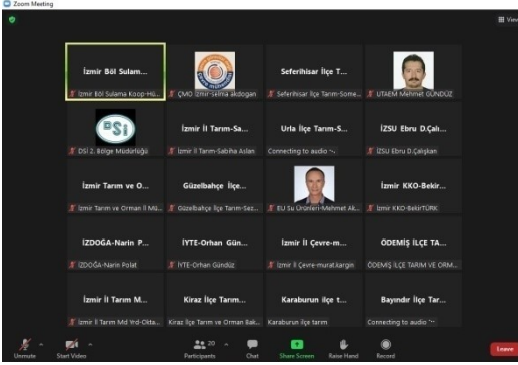 Zoom Meeting
View
İzmir Böl Sulam...
İzmir Böl Sulama Koop-Hü...
ÇMO İzmir-Selma akdogan
Seferihisar İlçe T...
Seferihisar İlçe Tarım-Some...
UTAEM Mehmet GÜNDÜZ
DSİ
DSİ 2. Bölge Müdürlüğü
İzmir İl Tarım-Sa...
İzmir İl Tarım-Sabiha Aslan
Urla İlçe Tarım-S...
Connecting to audio
İZSU Ebru D.Çalı...
İZSU Ebru D.Çalışkan
İzmir Tarım ve O...
İzmir Tarım ve Orman İl Mü...
Güzelbahçe İlçe...
Güzelbahçe İlçe Tarım-Sez...
EÜ Su Ürünleri-Mehmet Ak...
İzmir KKO-Bekir...
İzmir KKO-BekirTÜRK
İZDOĞA-Narin P...
İZDOĞA-Narin Polat
İYTE-Orhan Gün...
İYTE-Orhan Gündüz
İzmir İl Çevre-m...
İzmir İl Çevre-murat.kargin
ÖDEMİŞ İLÇE TA...
ÖDEMİŞ İLÇE TARIM VE ORM...
İzmir İl Tarım M...
İzmir İl Tarım Md Yrd-Okta...
Kiraz İlçe Tarım...
Kiraz İlçe Tarım ve Orman Bak...
Karaburun ilçe t...
Karaburun ilçe tarım
Bayındır İlçe Tar...
Connecting to audio
Unmute
Start Video
20
Participants
Chat
Share Screen
Raise Hand
Record
Leave